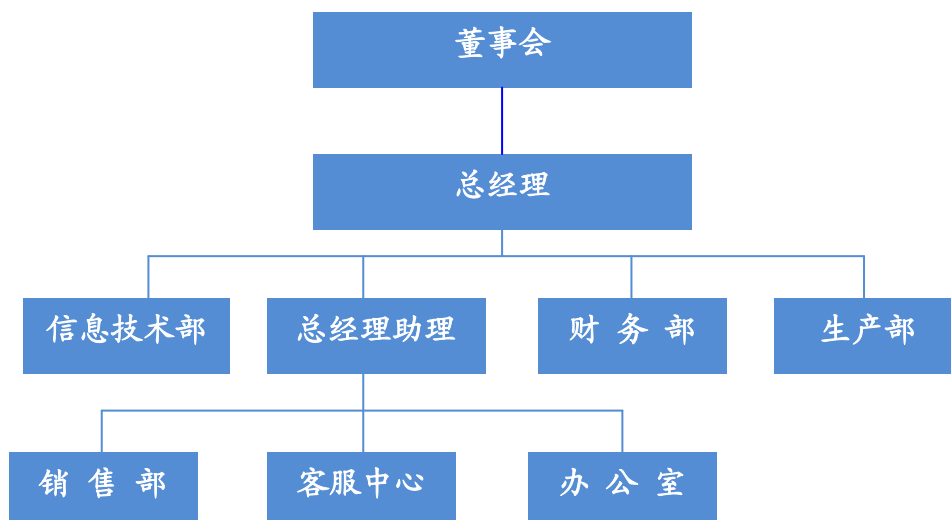 董事会
总经理
信息技术部
总经理助理
财 务 部
生产部
销 售 部
客服中心
办 公 室